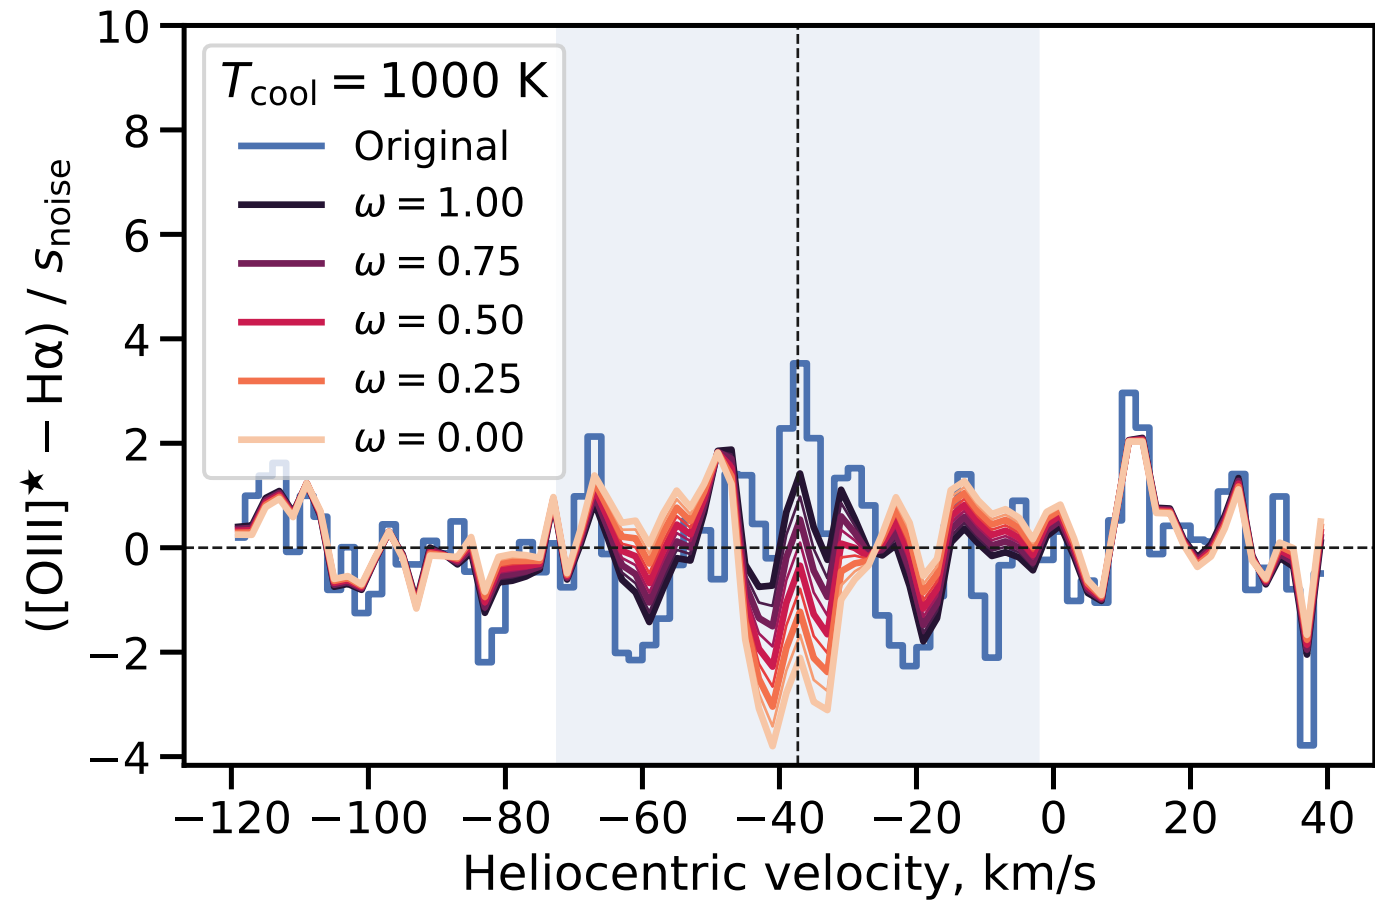 10
8
6
4
2
0
−2
−4
([OIII]★ − Hα) / s_noise
T_cool = 1000 K
Original
ω = 1.00
ω = 0.75
ω = 0.50
ω = 0.25
ω = 0.00
−120 −100 −80 −60 −40 −20 0 20 40
Heliocentric velocity, km/s